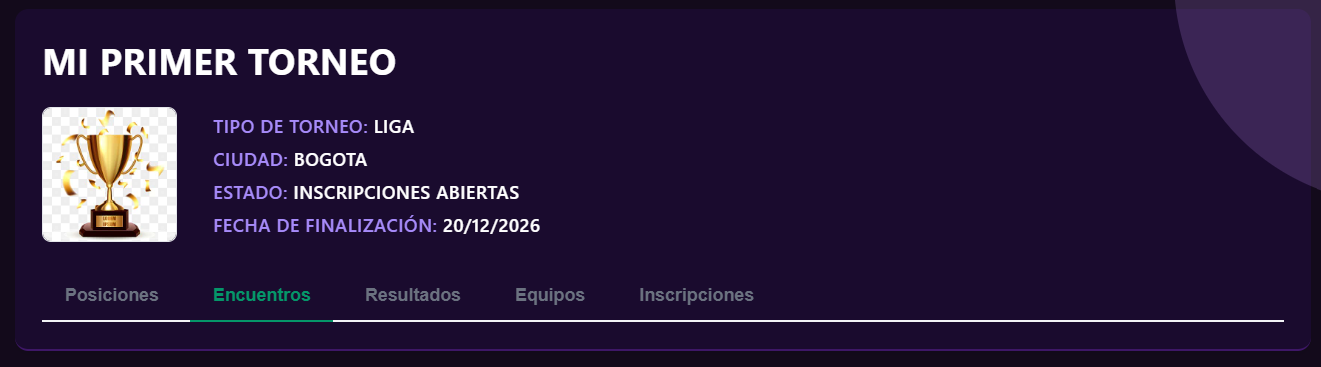 MI PRIMER TORNEO
TIPO DE TORNEO: LIGA
CIUDAD: BOGOTA
ESTADO: INSCRIPCIONES ABIERTAS
FECHA DE FINALIZACIÓN: 20/12/2026
Posiciones Encuentros Resultados Equipos Inscripciones